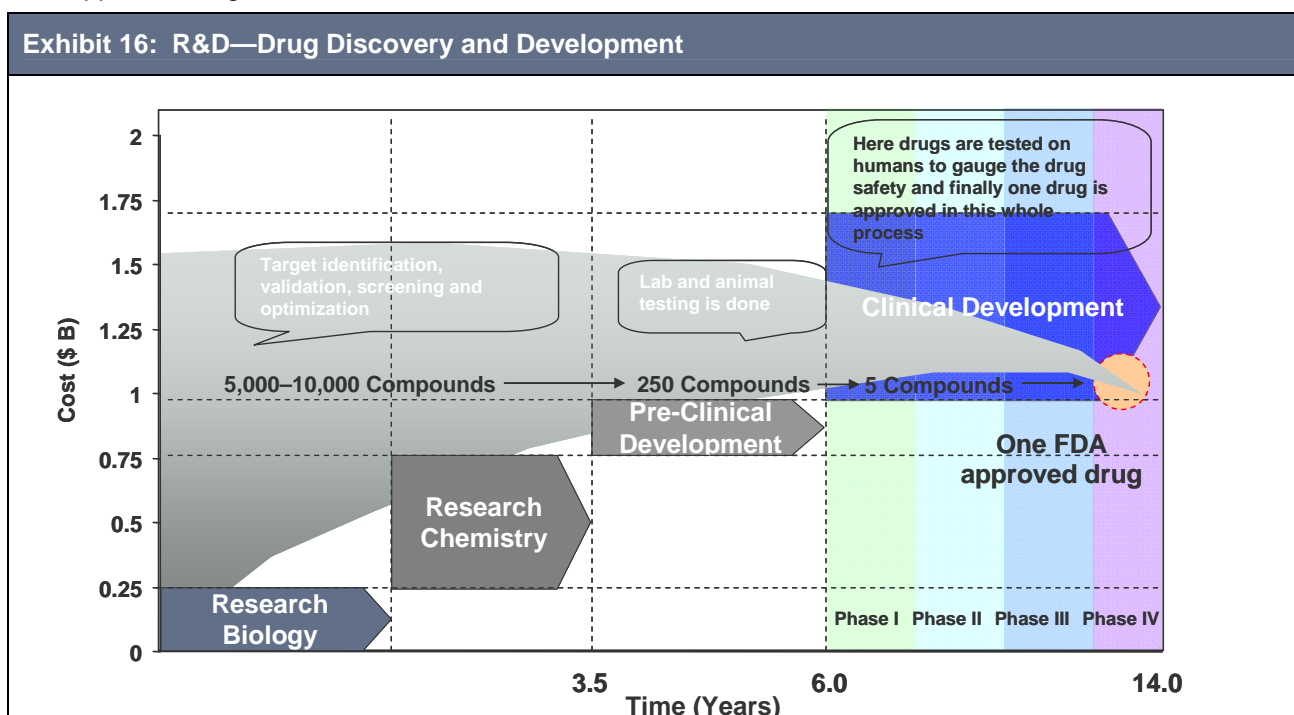 Exhibit 16: R&D—Drug Discovery and Development
2
1.75
1.5
1.25
1
0.75
0.5
0.25
0
Cost ($ B)
Here drugs are tested on
humans to gauge the drug
safety and finally one drug is
approved in this whole
process
Target identification,
validation, screening and
optimization
Lab and animal
testing is done
Clinical Development
5,000–10,000 Compounds
250 Compounds
5 Compounds
Pre-Clinical
Development
One FDA
approved drug
Research
Chemistry
Research
Biology
Phase I
Phase II
Phase III
Phase IV
3.5
6.0
14.0
Time (Years)